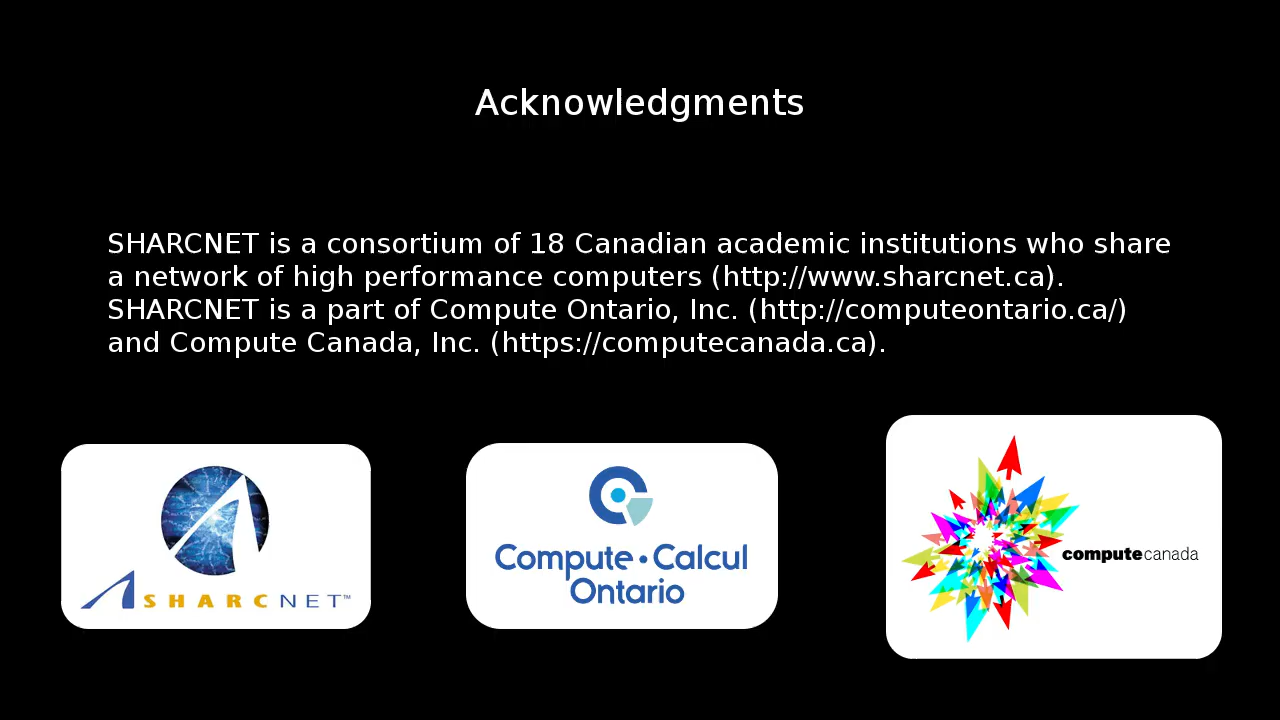 Acknowledgments
SHARCNET is a consortium of 18 Canadian academic institutions who share
a network of high performance computers (http://www.sharcnet.ca).
SHARCNET is a part of Compute Ontario, Inc. (http://computeontario.ca/)
and Compute Canada, Inc. (https://computecanada.ca).
SHARCNET™
Compute • Calcul
Ontario
computecanada